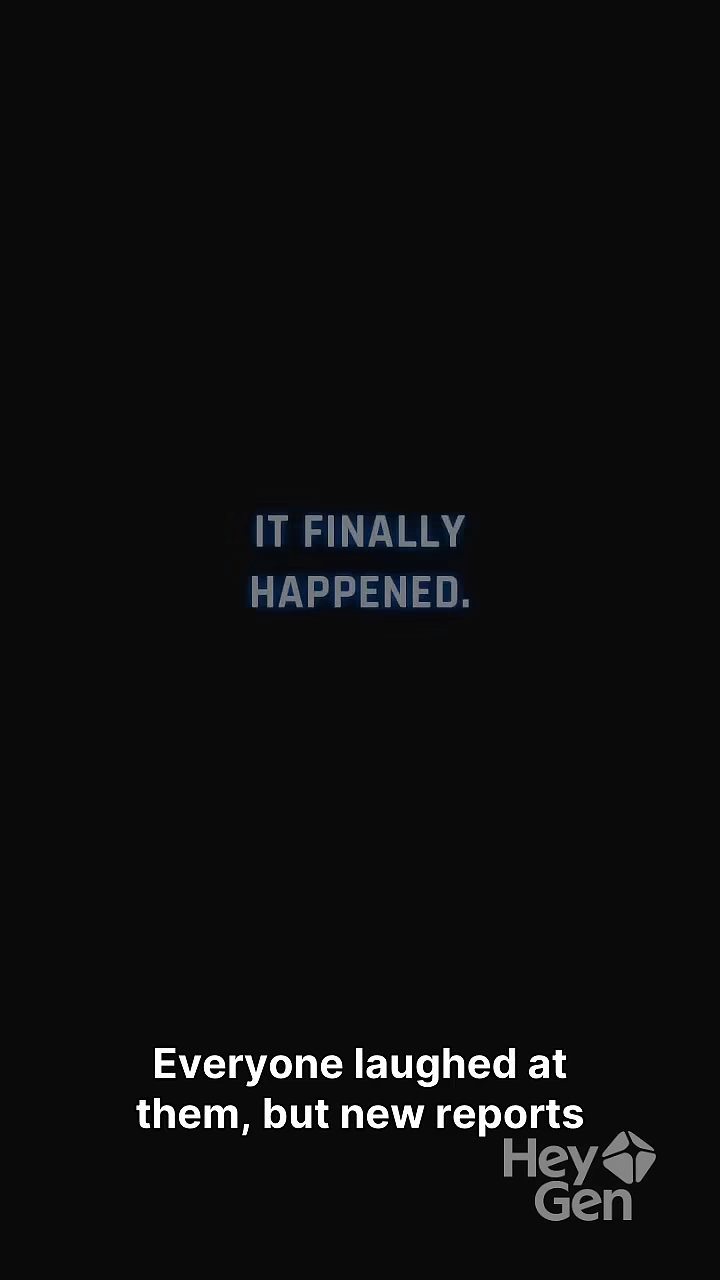 IT FINALLY
HAPPENED.
Everyone laughed at
them, but new reports
Hey
Gen